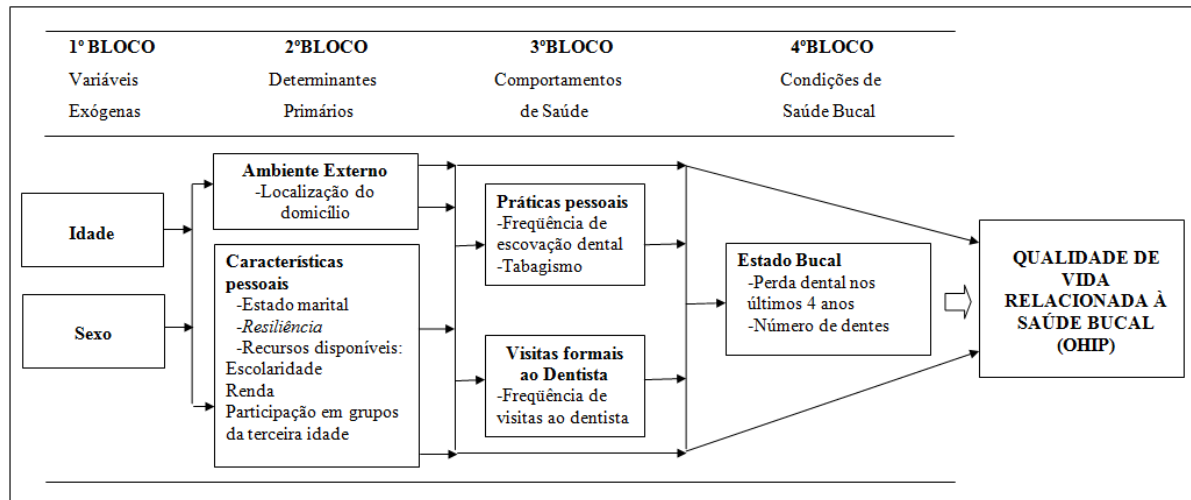 1º BLOCO
Variáveis
Exógenas
2ºBLOCO
Determinantes
Primários
3ºBLOCO
Comportamentos
de Saúde
4ºBLOCO
Condições de
Saúde Bucal
Idade
Sexo
Ambiente Externo
-Localização do
domicílio
Características
pessoais
-Estado marital
-Resiliência
-Recursos disponíveis:
Escolaridade
Renda
Participação em grupos
da terceira idade
Práticas pessoais
-Freqüência de
escovação dental
-Tabagismo
Visitas formais
ao Dentista
-Freqüência de
visitas ao dentista
Estado Bucal
-Perda dental nos
últimos 4 anos
-Número de dentes
QUALIDADE DE
VIDA
RELACIONADA À
SAÚDE BUCAL
(OHIP)